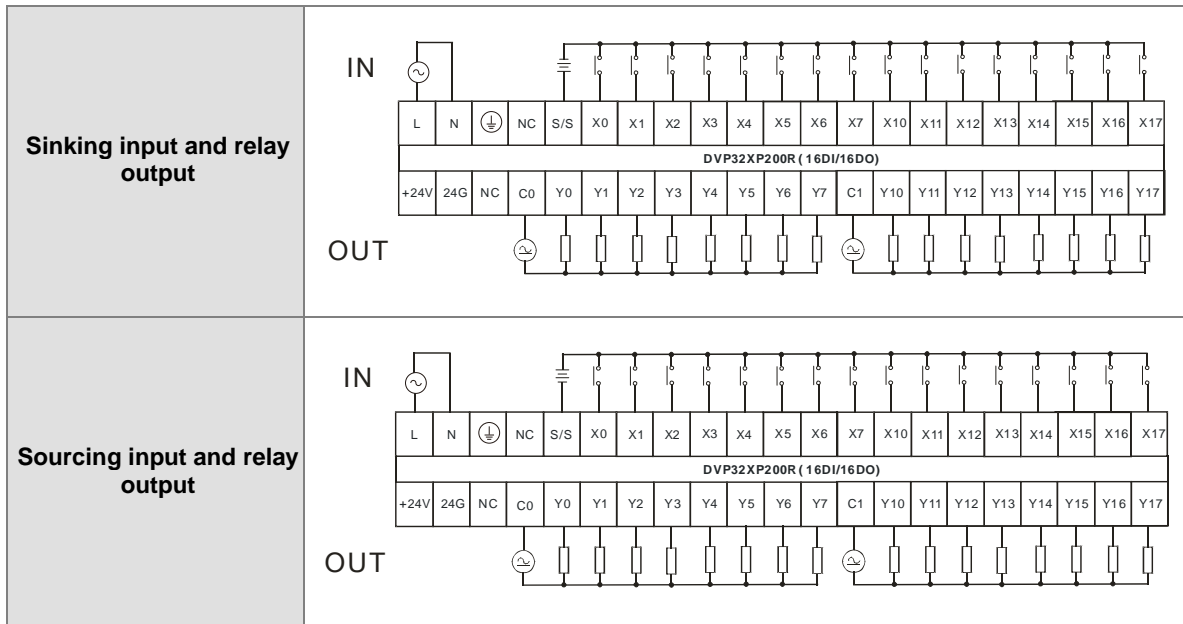 Sinking input and relay
output
IN
L N NC S/S X0 X1 X2 X3 X4 X5 X6 X7 X10 X11 X12 X13 X14 X15 X16 X17
DVP32XP200R ( 16DI/16DO)
+24V 24G NC C0 Y0 Y1 Y2 Y3 Y4 Y5 Y6 Y7 C1 Y10 Y11 Y12 Y13 Y14 Y15 Y16 Y17
OUT
Sourcing input and relay
output
IN
L N NC S/S X0 X1 X2 X3 X4 X5 X6 X7 X10 X11 X12 X13 X14 X15 X16 X17
DVP32XP200R ( 16DI/16DO)
+24V 24G NC C0 Y0 Y1 Y2 Y3 Y4 Y5 Y6 Y7 C1 Y10 Y11 Y12 Y13 Y14 Y15 Y16 Y17
OUT